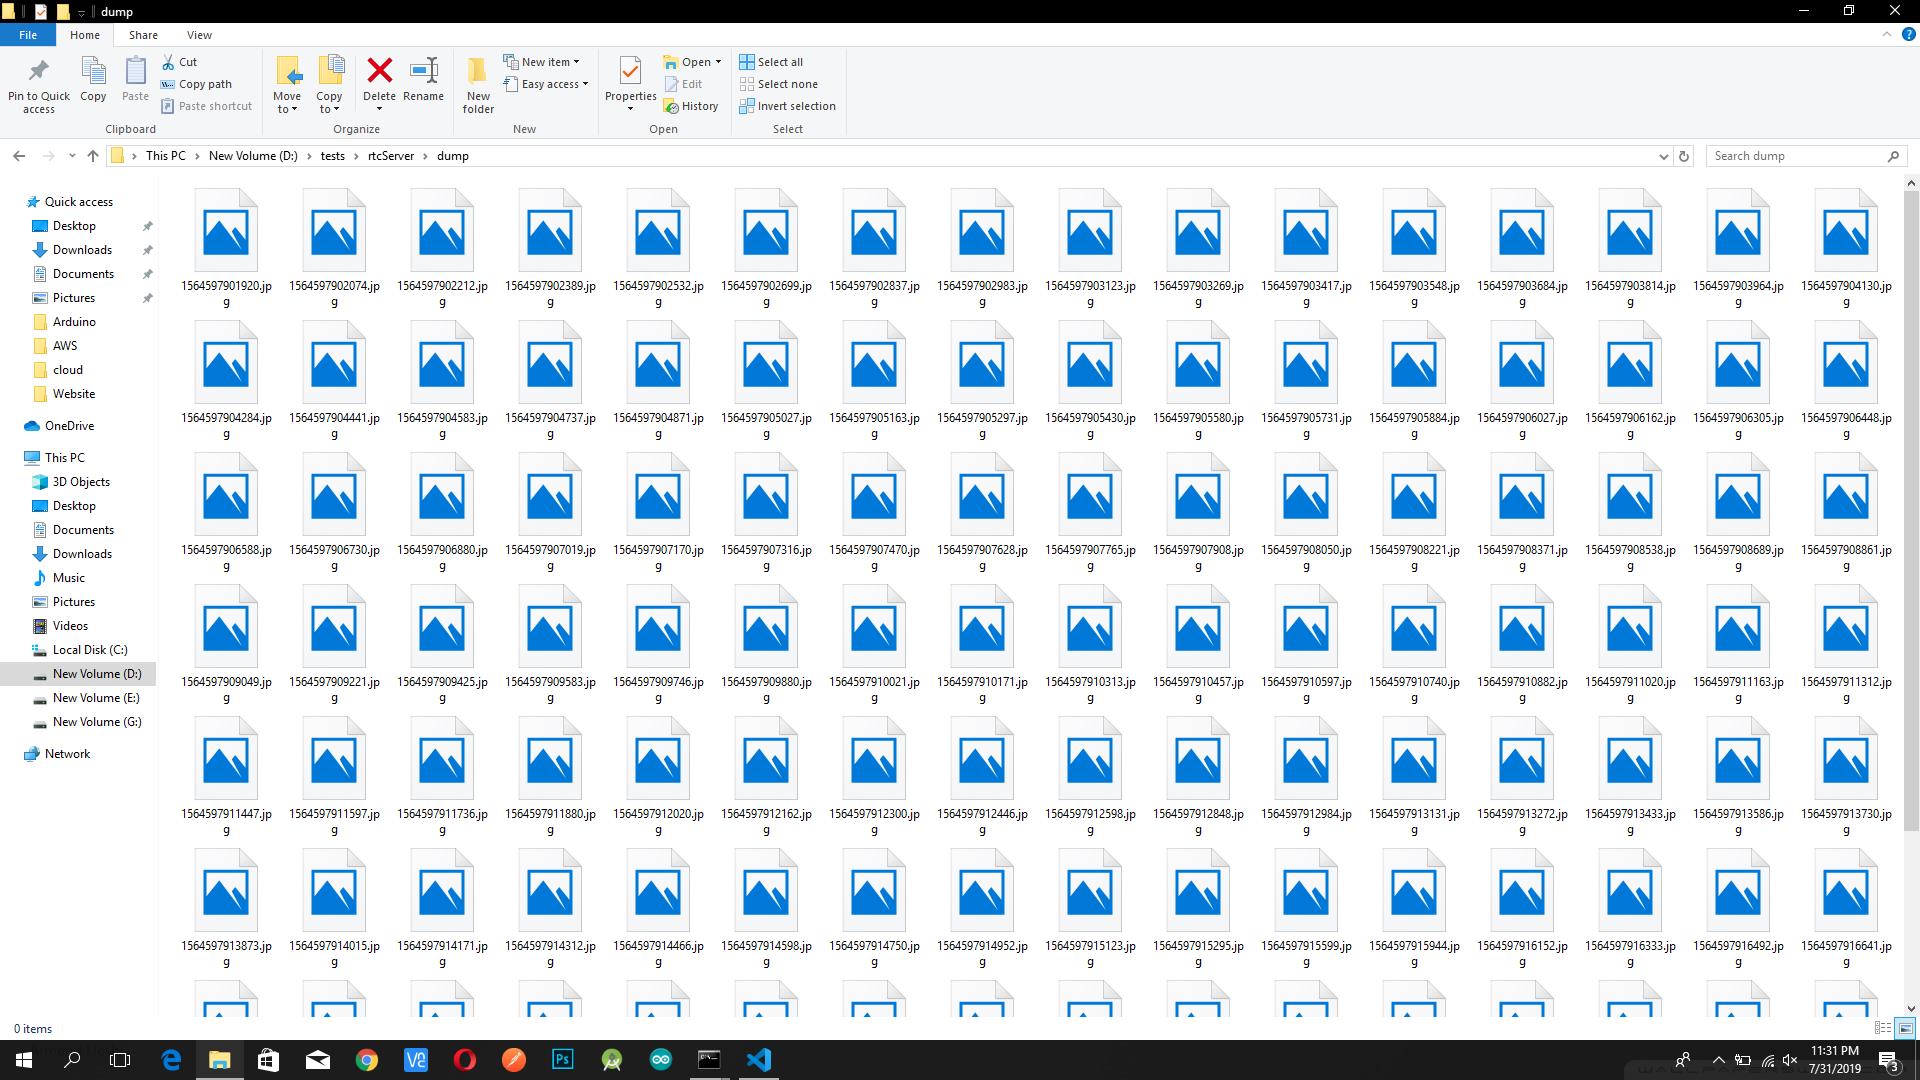 dump
File Home Share View
Cut
New item Open Select all
Copy path
Easy access Edit Select none
Pin to Quick access Copy Paste
Paste shortcut
Move to Copy to Delete Rename New folder Properties
History Invert selection
Clipboard Organize New Open Select
This PC New Volume (D:) tests rtcServer dump Search dump
Quick access
Desktop
Downloads
Documents
Pictures
Arduino
AWS
cloud
Website
OneDrive
This PC
3D Objects
Desktop
Documents
Downloads
Music
Pictures
Videos
Local Disk (C:)
New Volume (D:)
New Volume (E:)
New Volume (G:)
Network
1564597901920.jpg 1564597902074.jpg 1564597902212.jpg 1564597902389.jpg 1564597902532.jpg 1564597902699.jpg 1564597902837.jpg 1564597902983.jpg 1564597903123.jpg 1564597903269.jpg 1564597903417.jpg 1564597903548.jpg 1564597903684.jpg 1564597903814.jpg 1564597903964.jpg 1564597904130.jpg
1564597904284.jpg 1564597904441.jpg 1564597904583.jpg 1564597904737.jpg 1564597904871.jpg 1564597905027.jpg 1564597905163.jpg 1564597905297.jpg 1564597905430.jpg 1564597905580.jpg 1564597905731.jpg 1564597905884.jpg 1564597906027.jpg 1564597906162.jpg 1564597906305.jpg 1564597906448.jpg
1564597906588.jpg 1564597906730.jpg 1564597906880.jpg 1564597907019.jpg 1564597907170.jpg 1564597907316.jpg 1564597907470.jpg 1564597907628.jpg 1564597907765.jpg 1564597907908.jpg 1564597908050.jpg 1564597908221.jpg 1564597908371.jpg 1564597908538.jpg 1564597908689.jpg 1564597908861.jpg
1564597909049.jpg 1564597909221.jpg 1564597909425.jpg 1564597909583.jpg 1564597909746.jpg 1564597909880.jpg 1564597910021.jpg 1564597910171.jpg 1564597910313.jpg 1564597910457.jpg 1564597910597.jpg 1564597910740.jpg 1564597910882.jpg 1564597911020.jpg 1564597911163.jpg 1564597911312.jpg
1564597911447.jpg 1564597911597.jpg 1564597911736.jpg 1564597911880.jpg 1564597912020.jpg 1564597912162.jpg 1564597912300.jpg 1564597912446.jpg 1564597912598.jpg 1564597912848.jpg 1564597912984.jpg 1564597913131.jpg 1564597913272.jpg 1564597913433.jpg 1564597913586.jpg 1564597913730.jpg
1564597913873.jpg 1564597914015.jpg 1564597914171.jpg 1564597914312.jpg 1564597914466.jpg 1564597914598.jpg 1564597914750.jpg 1564597914952.jpg 1564597915123.jpg 1564597915295.jpg 1564597915599.jpg 1564597915944.jpg 1564597916152.jpg 1564597916333.jpg 1564597916492.jpg 1564597916641.jpg
0 items
Ps
11:31 PM
7/31/2019
3